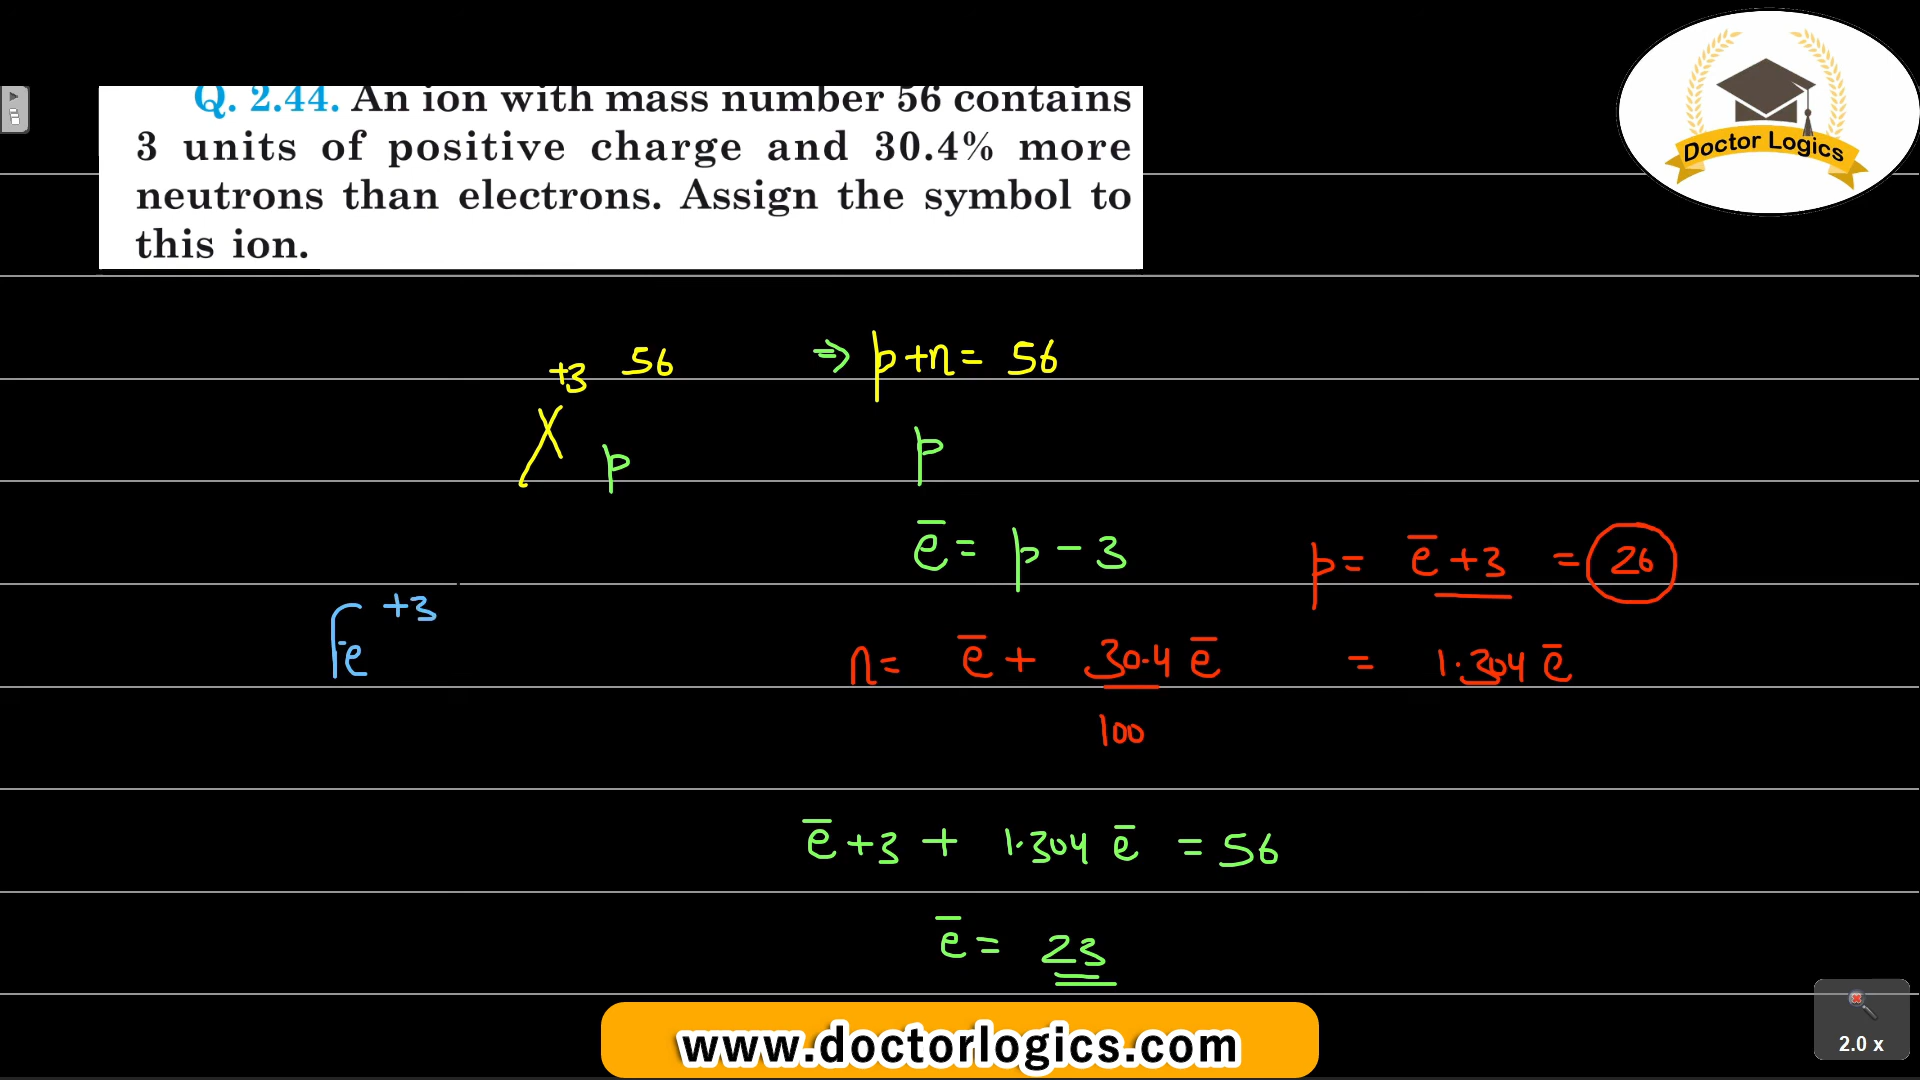 Q. 2.44. An ion with mass number 56 contains
3 units of positive charge and 30.4% more
neutrons than electrons. Assign the symbol to
this ion.
Doctor Logics
+3 56
X p
⇒ p+n = 56
p
e̅ = p - 3
p = e̅ + 3 = 26
Fe +3
n = e̅ + 30.4 e̅ = 1.304 e̅
100
e̅ + 3 + 1.304 e̅ = 56
e̅ = 23
www.doctorlogics.com
2.0 x